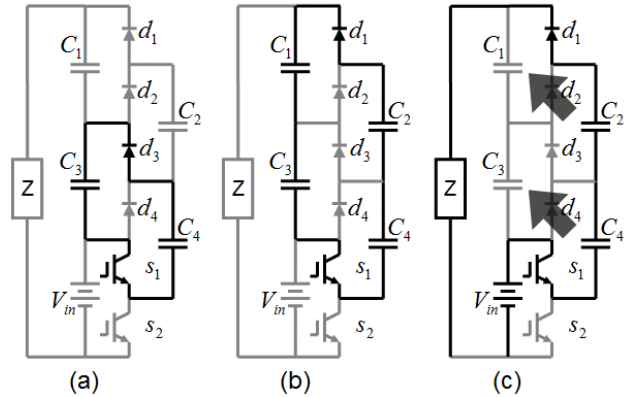 C1 d1
d2
C2
C3 d3
Z
d4
C4
s1
Vin
s2
(a)
C1 d1
d2
C2
C3 d3
Z
d4
C4
s1
Vin
s2
(b)
C1 d1
d2
C2
C3 d3
Z
d4
C4
s1
Vin
s2
(c)